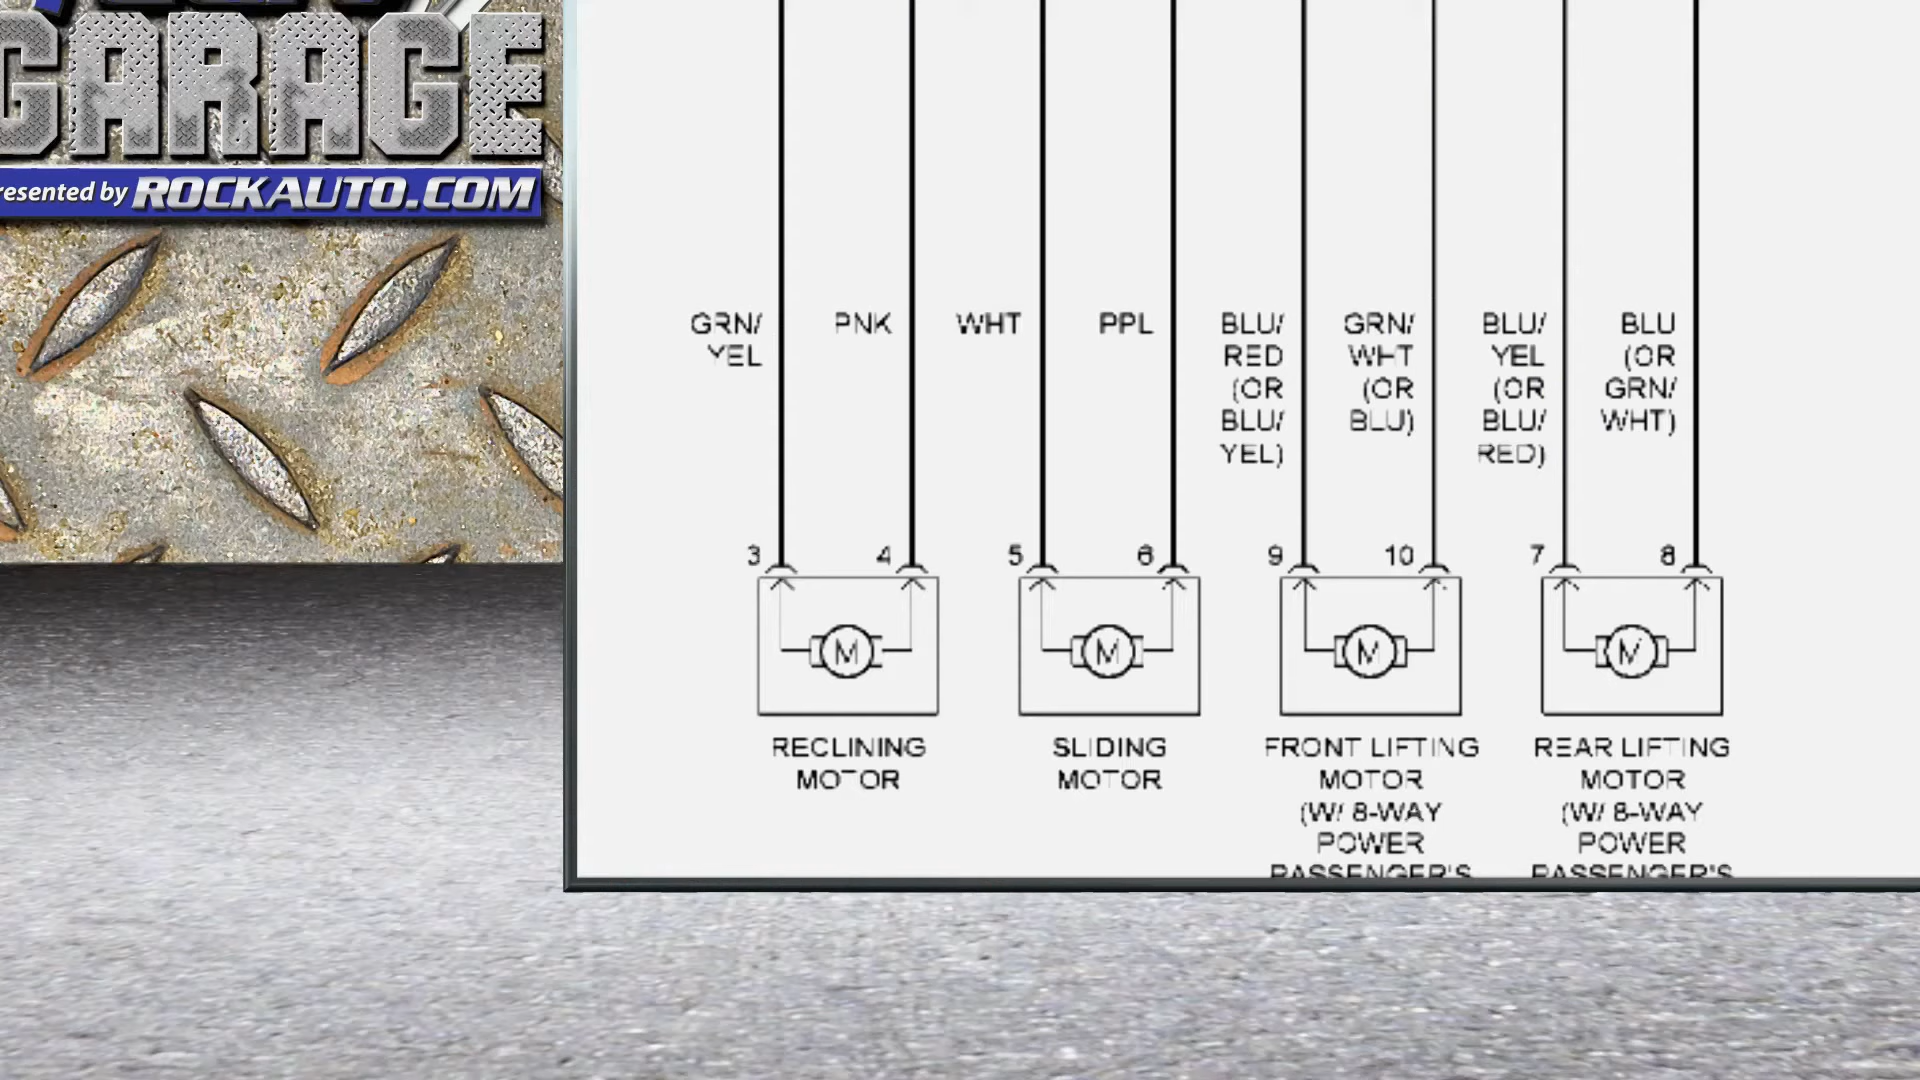 GARAGE
resented by ROCKAUTO.COM
GRN/
YEL
PNK
WHT
PPL
BLU/
RED
(OR
BLU/
YEL)
GRN/
WHT
(OR
BLU)
BLU/
YEL
(OR
BLU/
RED)
BLU
(OR
GRN/
WHT)
3
4
5
6
9
10
7
8
M
M
M
M
RECLINING
MOTOR
SLIDING
MOTOR
FRONT LIFTING
MOTOR
(W/ 8-WAY
POWER
PASSENGER'S
REAR LIFTING
MOTOR
(W/ 8-WAY
POWER
PASSENGER'S